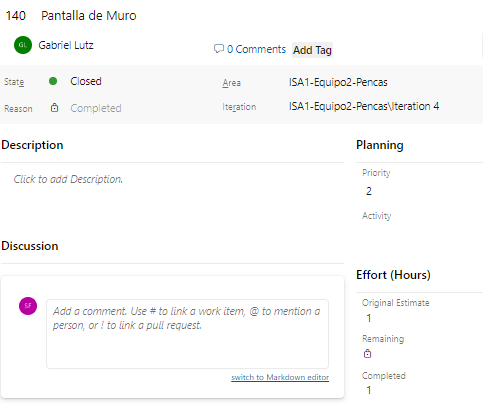 140 Pantalla de Muro
GL Gabriel Lutz
0 Comments Add Tag
State Closed
Area ISA1-Equipo2-Pencas
Reason Completed
Iteration ISA1-Equipo2-Pencas\Iteration 4
Description
Click to add Description.
Planning
Priority
2
Activity
Discussion
SF
Add a comment. Use # to link a work item, @ to mention a
person, or ! to link a pull request.
switch to Markdown editor
Effort (Hours)
Original Estimate
1
Remaining
Completed
1